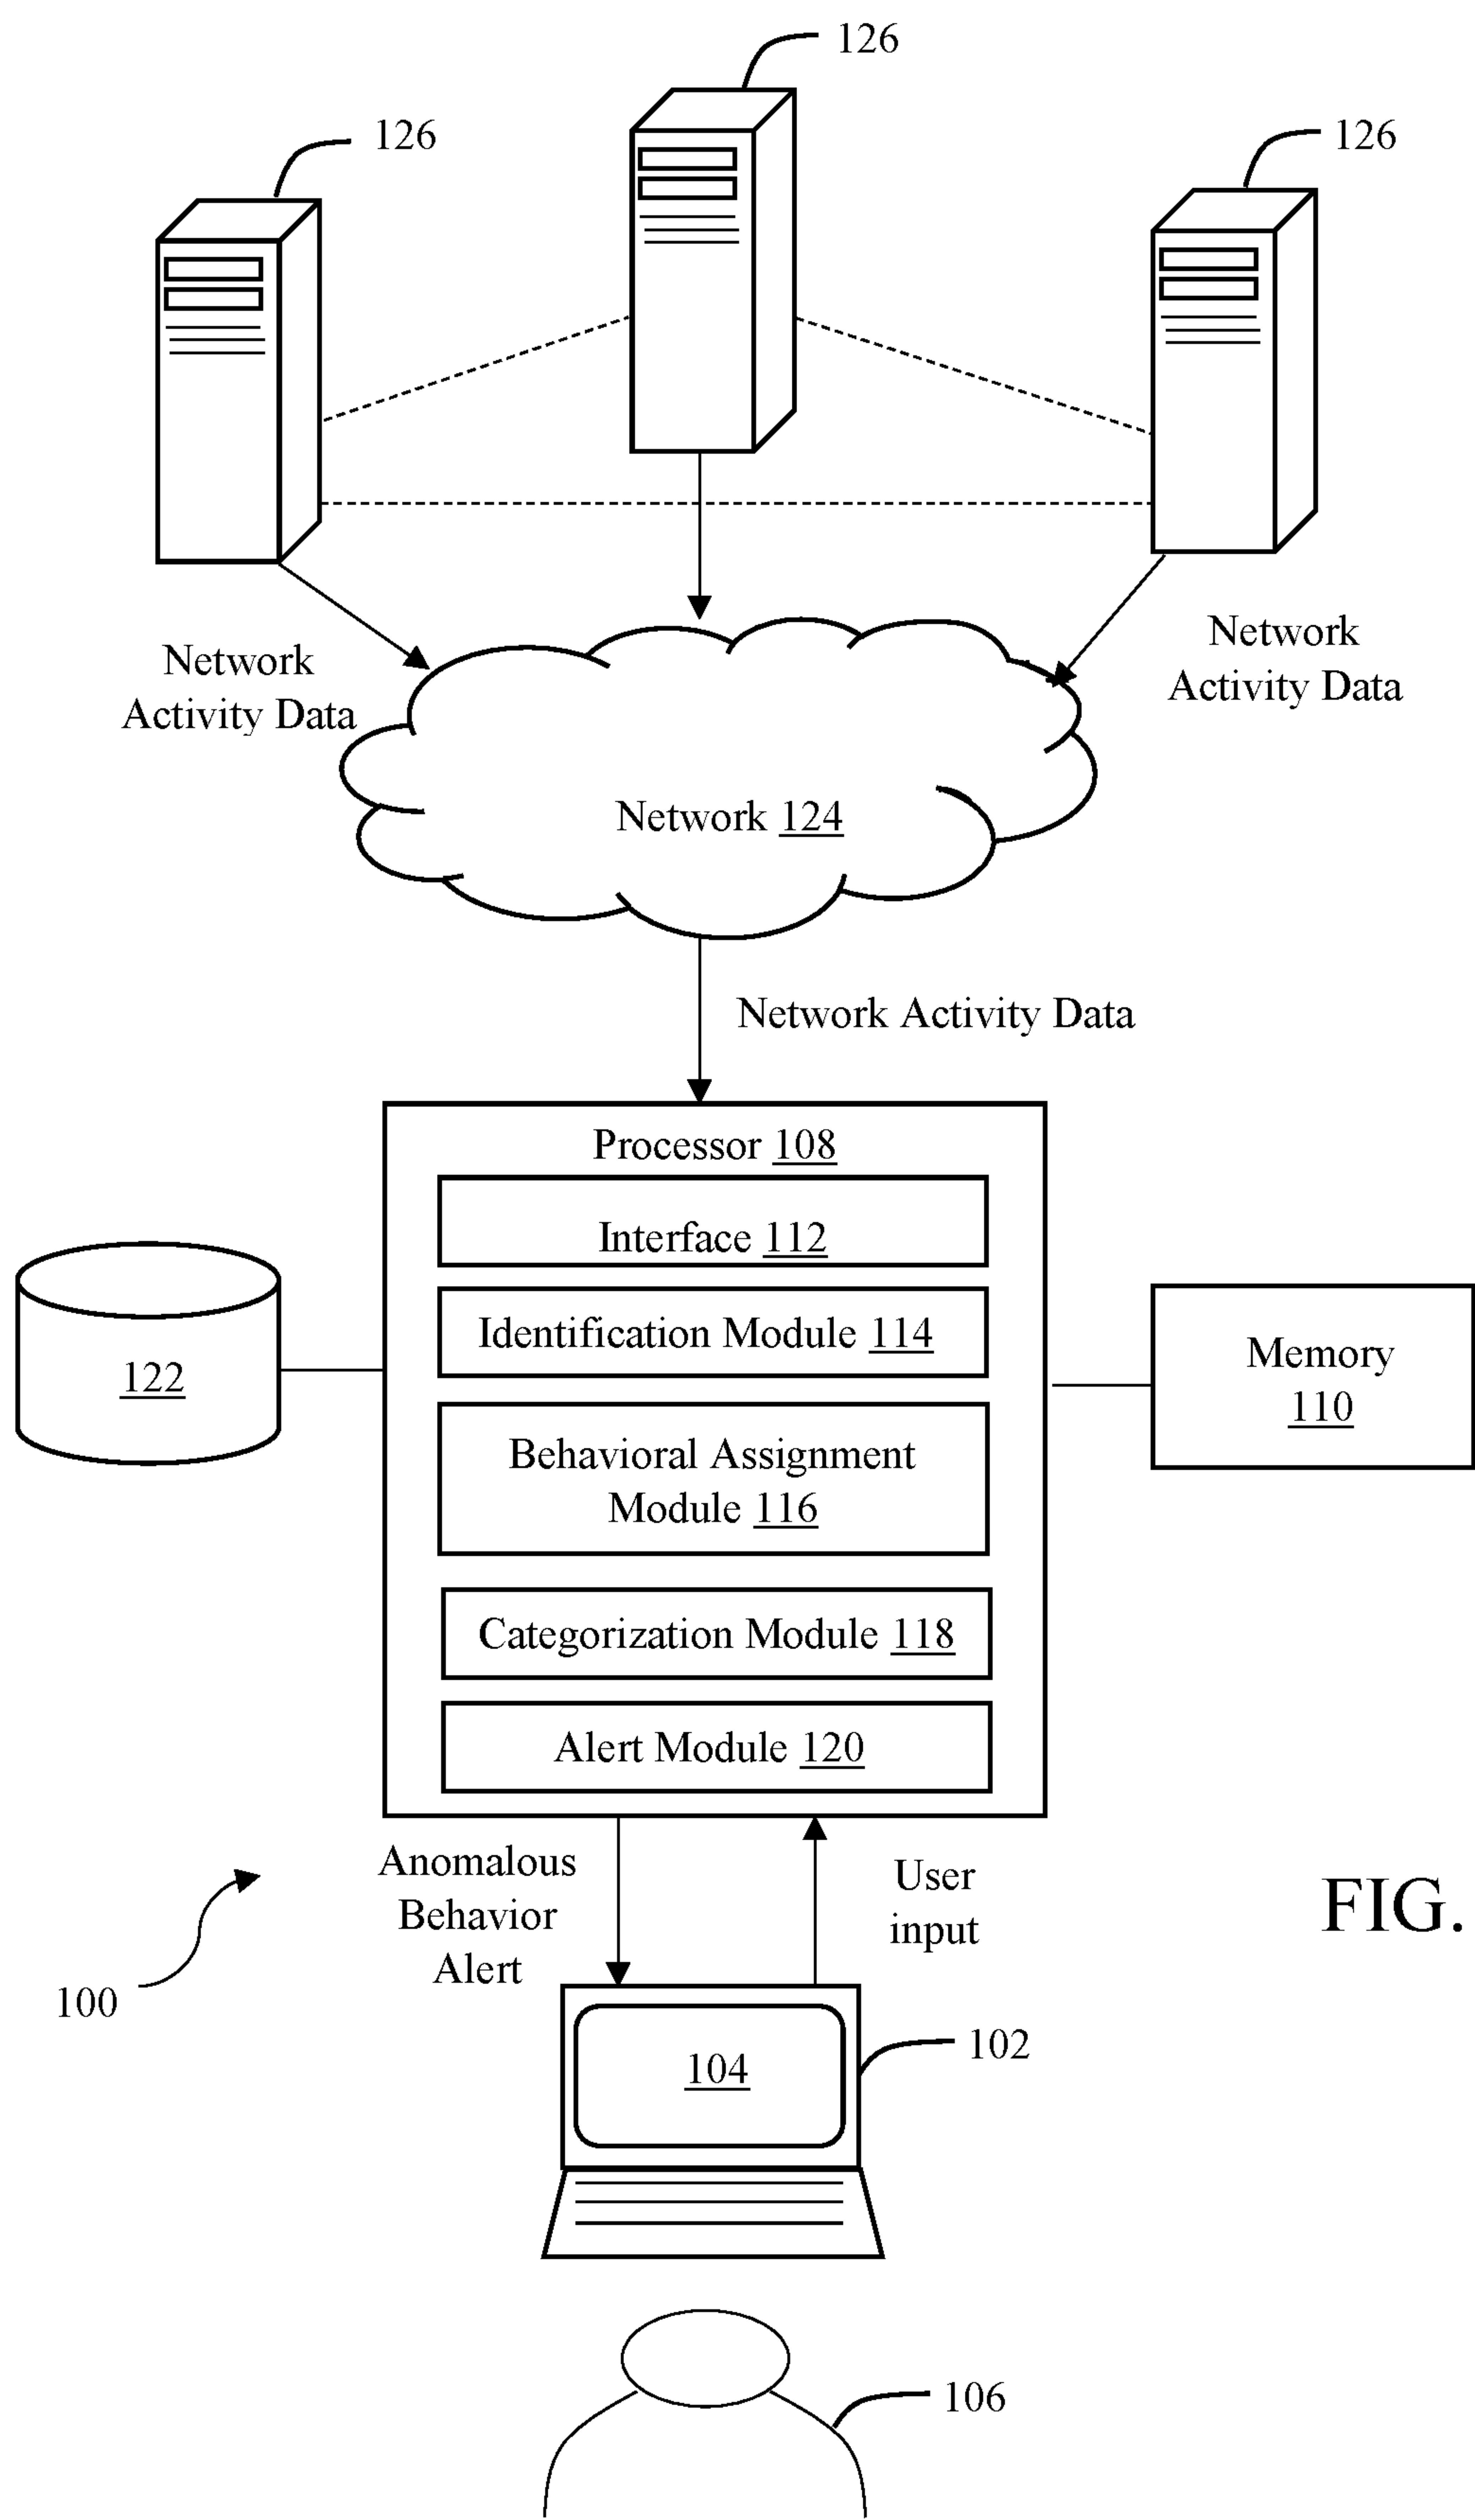 126
126
126
Network
Activity Data
Network
Activity Data
Network 124
Network Activity Data
Processor 108
Interface 112
Identification Module 114
Behavioral Assignment
Module 116
Categorization Module 118
Alert Module 120
122
Memory
110
Anomalous
Behavior
Alert
User
input
FIG.
100
104
102
106